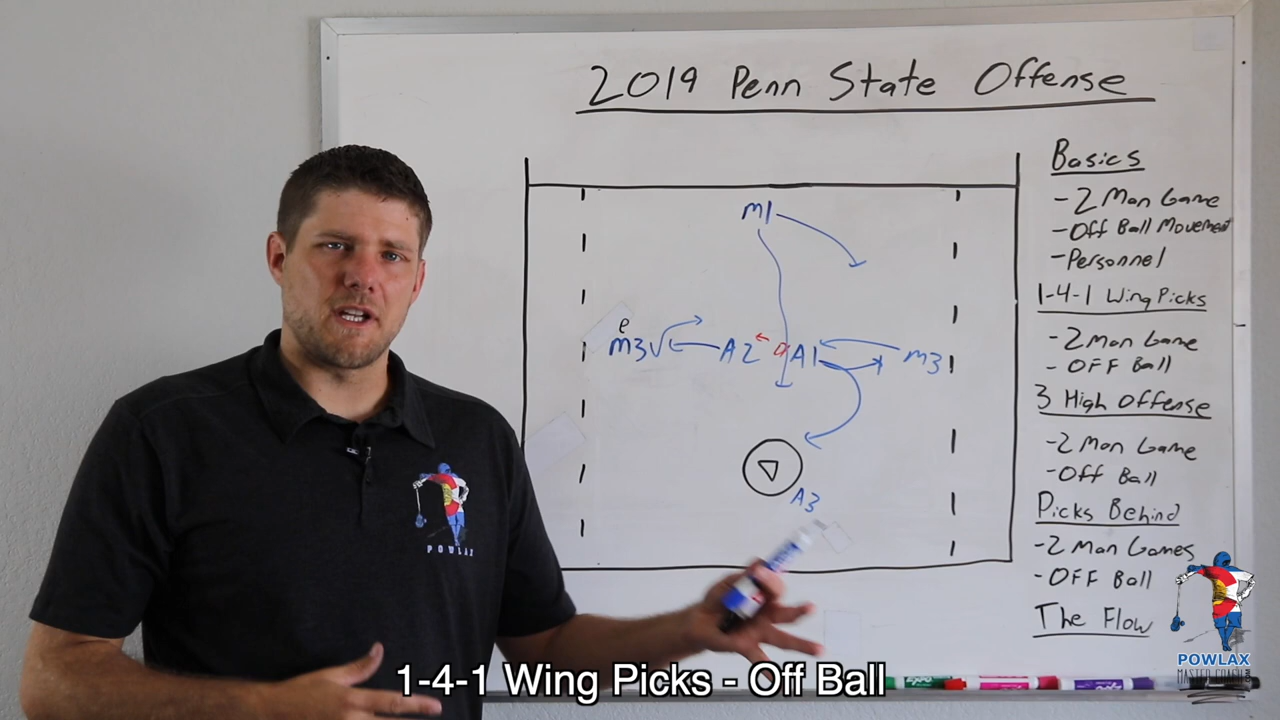 2019 Penn State Offense
Basics
- 2 Man Game
- Off Ball Movement
- Personnel
1-4-1 Wing Picks
- 2 Man Game
- OFF Ball
3 High Offense
- 2 Man Game
- Off Ball
Picks Behind
- 2 Man Games
- OFF Ball
The Flow
M1
e
M3 A2 A1 M3
A3
POWLAX
POWLAX
1-4-1 Wing Picks - Off Ball